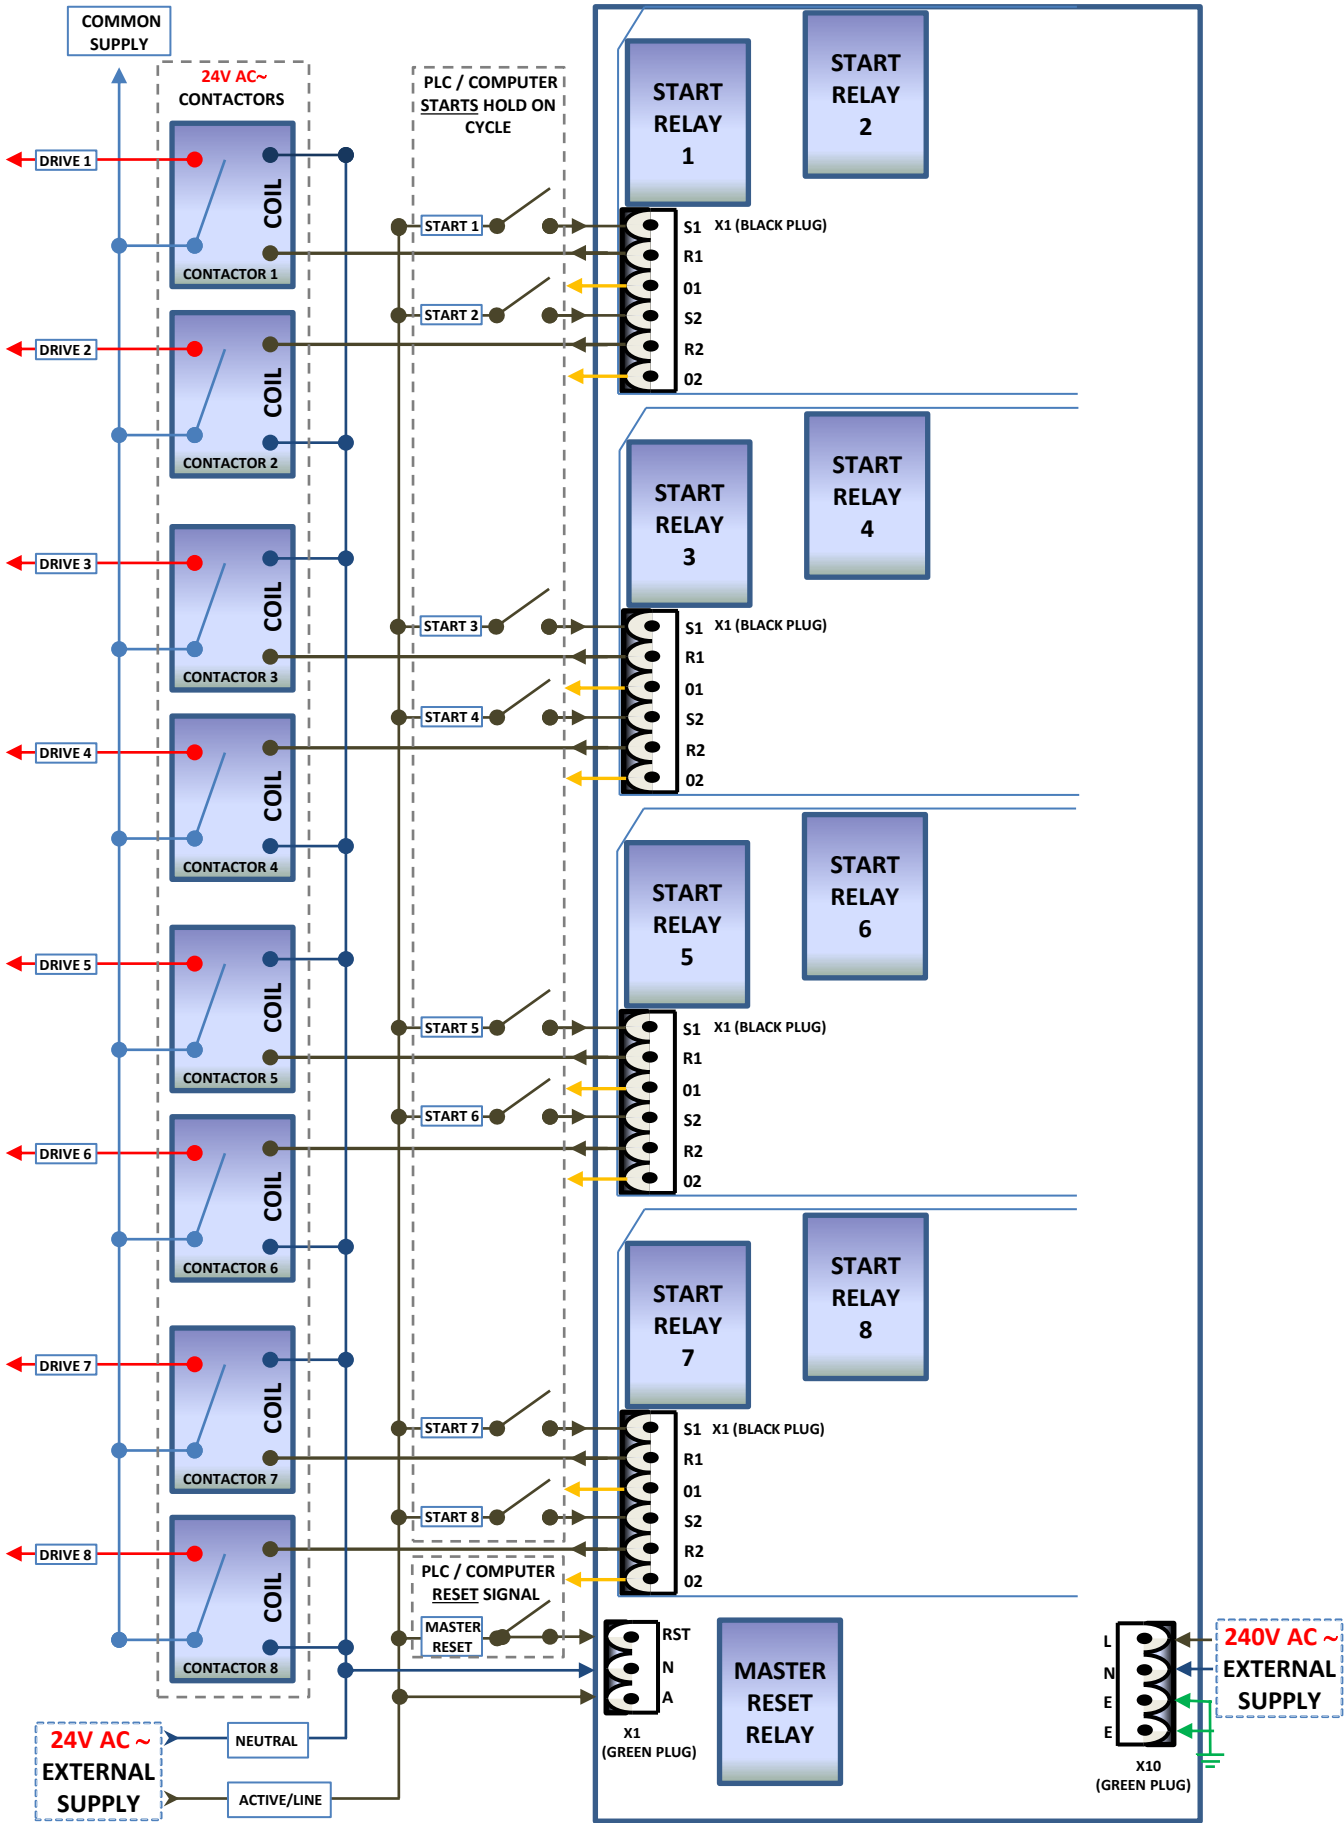 COMMON
SUPPLY
24V AC~
CONTACTORS
PLC / COMPUTER
STARTS HOLD ON
CYCLE
START
RELAY
1
START
RELAY
2
DRIVE 1
COIL
CONTACTOR 1
START 1
S1 X1 (BLACK PLUG)
R1
01
START 2
S2
R2
02
DRIVE 2
COIL
CONTACTOR 2
START
RELAY
3
START
RELAY
4
DRIVE 3
COIL
CONTACTOR 3
START 3
S1 X1 (BLACK PLUG)
R1
01
START 4
S2
R2
02
DRIVE 4
COIL
CONTACTOR 4
START
RELAY
5
START
RELAY
6
DRIVE 5
COIL
CONTACTOR 5
START 5
S1 X1 (BLACK PLUG)
R1
01
START 6
S2
R2
02
DRIVE 6
COIL
CONTACTOR 6
START
RELAY
7
START
RELAY
8
DRIVE 7
COIL
CONTACTOR 7
START 7
S1 X1 (BLACK PLUG)
R1
01
START 8
S2
R2
02
DRIVE 8
COIL
CONTACTOR 8
PLC / COMPUTER
RESET SIGNAL
MASTER
RESET
RST
N
A
X1
(GREEN PLUG)
MASTER
RESET
RELAY
L
N
E
E
X10
(GREEN PLUG)
240V AC ~
EXTERNAL
SUPPLY
24V AC ~
EXTERNAL
SUPPLY
NEUTRAL
ACTIVE/LINE